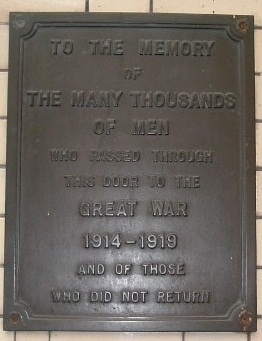 TO THE MEMORY
OF
THE MANY THOUSANDS
OF MEN
WHO PASSED THROUGH
THIS DOOR TO THE
GREAT WAR
1914-1919
AND OF THOSE
WHO DID NOT RETURN